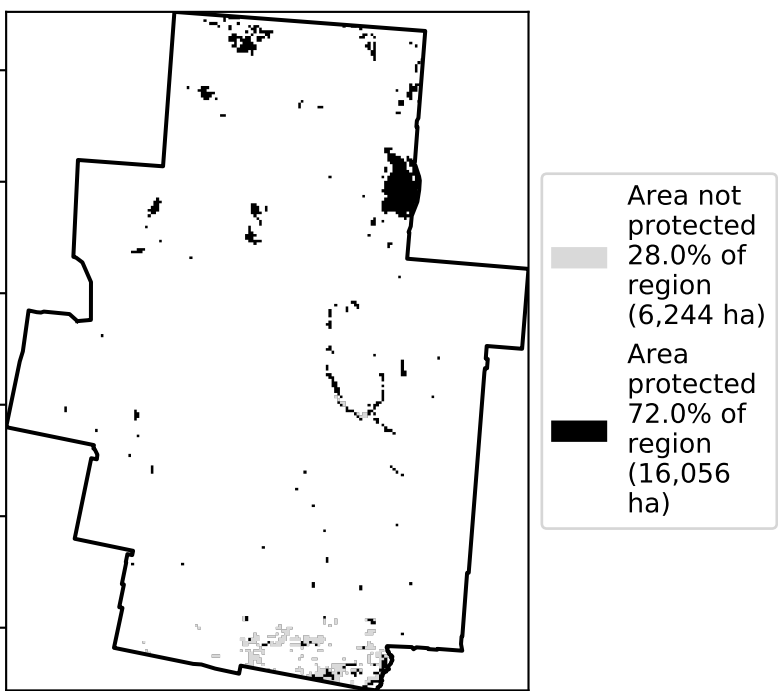 Area not
protected
28.0% of
region
(6,244 ha)
Area
protected
72.0% of
region
(16,056
ha)